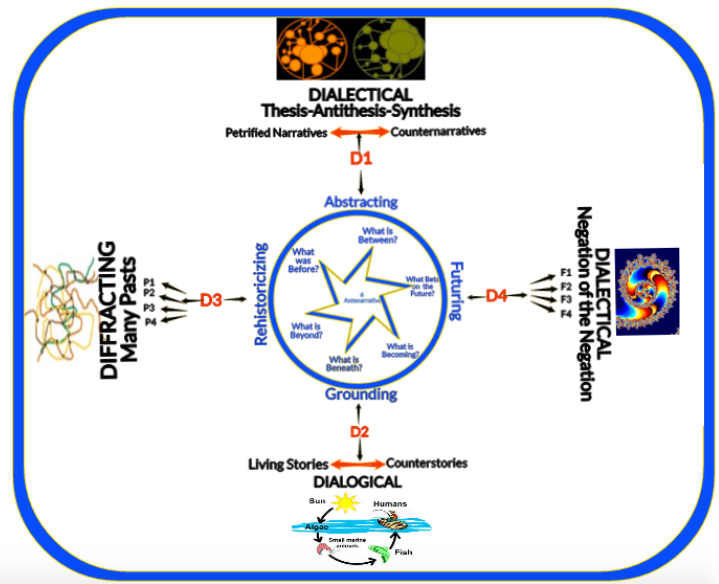 DIALECTICAL
Thesis-Antithesis-Synthesis
Petrified Narratives
Counternarratives
D1
Abstracting
What is
Between?
What
was
Before?
What Bets
on the
Future?
6
Antenarrative
What is
Beyond?
What is
Becoming?
What is
Beneath?
Rehistoricizing
Futuring
Grounding
DIFFRACTING
Many Pasts
P1
P2
P3
P4
D3
D4
F1
F2
F3
F4
DIALECTICAL
Negation of the Negation
D2
Living Stories
Counterstories
DIALOGICAL
Sun
Humans
Algae
Small marine
animals
Fish